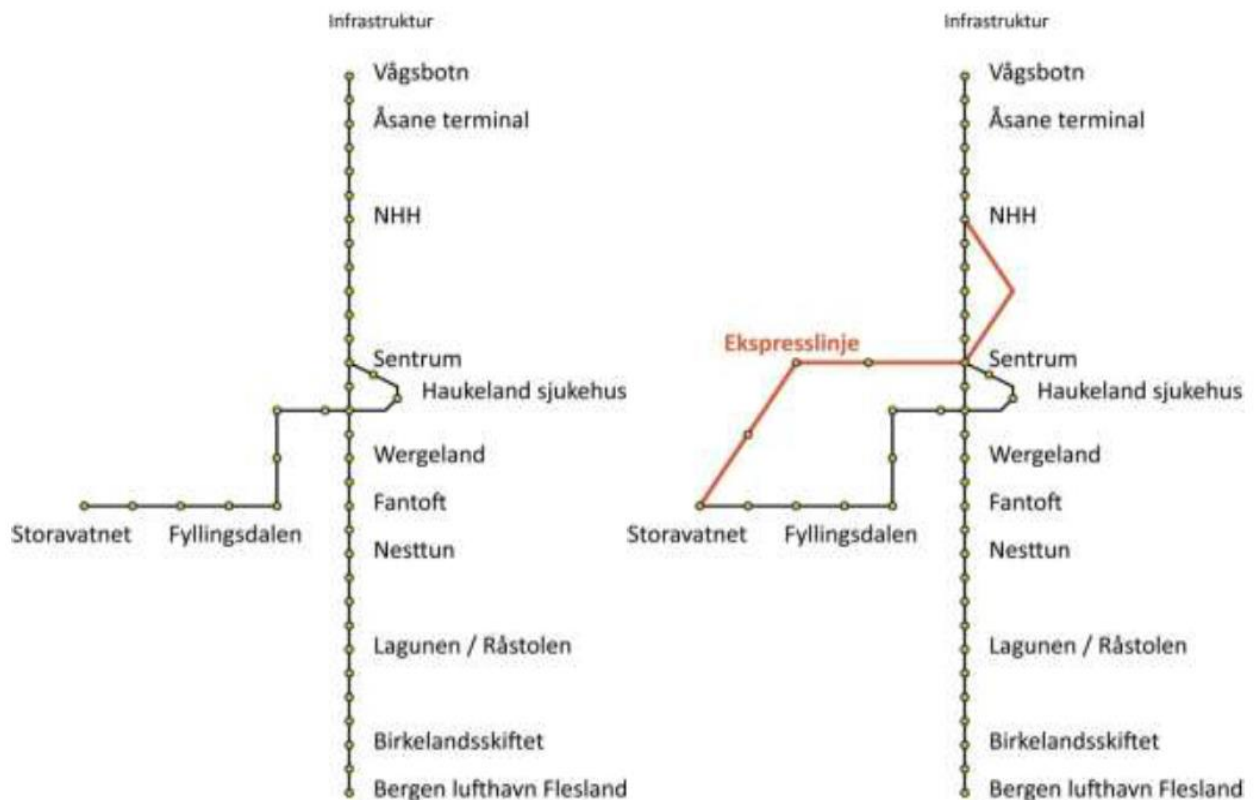 Infrastruktur
Vågsbotn
Åsane terminal
NHH
Sentrum
Haukeland sjukehus
Wergeland
Fantoft
Storavatnet
Fyllingsdalen
Nesttun
Lagunen / Råstolen
Birkelandsskiftet
Bergen lufthavn Flesland
Infrastruktur
Vågsbotn
Åsane terminal
NHH
Ekspresslinje
Sentrum
Haukeland sjukehus
Wergeland
Fantoft
Storavatnet
Fyllingsdalen
Nesttun
Lagunen / Råstolen
Birkelandsskiftet
Bergen lufthavn Flesland